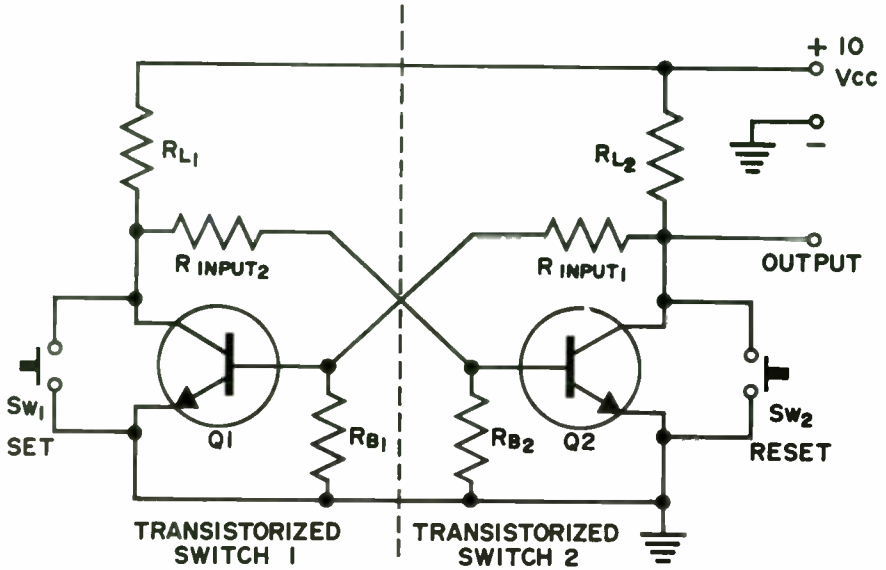 + 10
Vcc
RL1
RL2
−
R INPUT2
R INPUT1
OUTPUT
SW1
SET
Q1
RB1
RB2
Q2
SW2
RESET
TRANSISTORIZED
SWITCH 1
TRANSISTORIZED
SWITCH 2